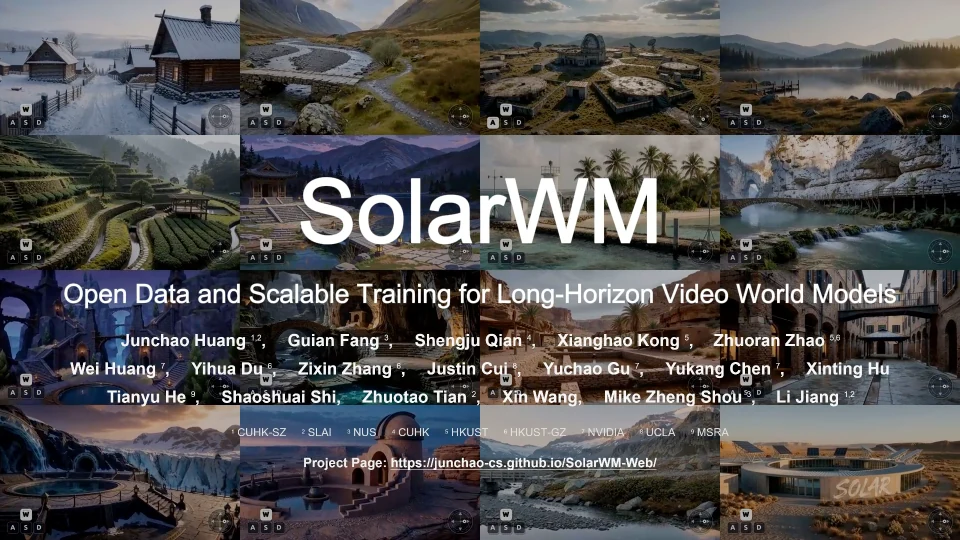 W
A S D
W
A S D
W
A S D
W
A S D
SolarWM
W
A S D
W
A S D
W
A S D
W
A S D
Open Data and Scalable Training for Long-Horizon Video World Models
Junchao Huang 1,2, Guian Fang 3, Shengju Qian 4, Xianghao Kong 5, Zhuoran Zhao 5,6
Wei Huang 7, Yihua Du 6, Zixin Zhang 6, Justin Cui 8, Yuchao Gu 7, Yukang Chen 7, Xinting Hu
Tianyu He 9, Shaoshuai Shi, Zhuotao Tian 2, Xin Wang, Mike Zheng Shou 3, Li Jiang 1,2
W
A S D
W
A S D
W
A S D
W
A S D
1 CUHK-SZ 2 SLAI 3 NUS 4 CUHK 5 HKUST 6 HKUST-GZ 7 NVIDIA 8 UCLA 9 MSRA
Project Page: https://junchao-cs.github.io/SolarWM-Web/
SOLAR
W
A S D
W
A S D
W
A S D
W
A S D